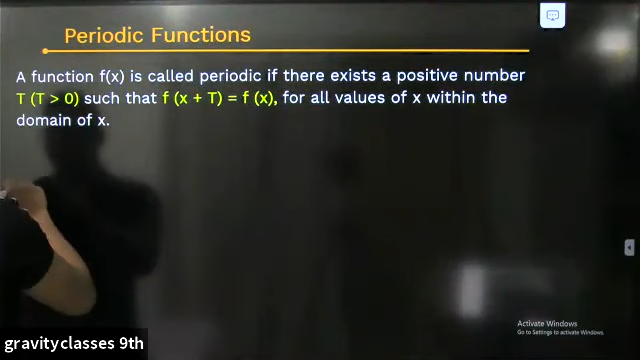 Periodic Functions
A function f(x) is called periodic if there exists a positive number
T (T > 0) such that f (x + T) = f (x), for all values of x within the
domain of x.
Activate Windows
Go to Settings to activate Windows.
gravityclasses 9th